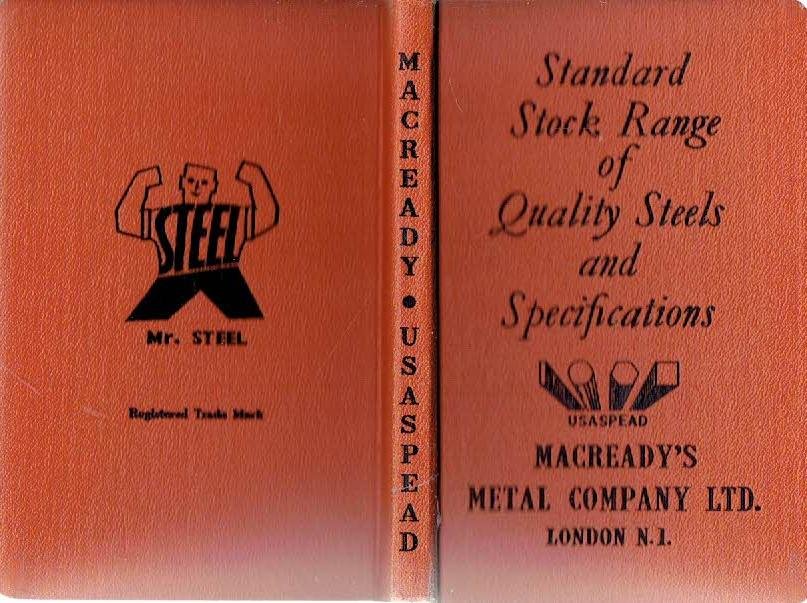 STEEL
Mr. STEEL
Registered Trade Mark
MACREADY • USASPEAD
Standard
Stock Range
of
Quality Steels
and
Specifications
USASPEAD
MACREADY'S
METAL COMPANY LTD.
LONDON N.1.